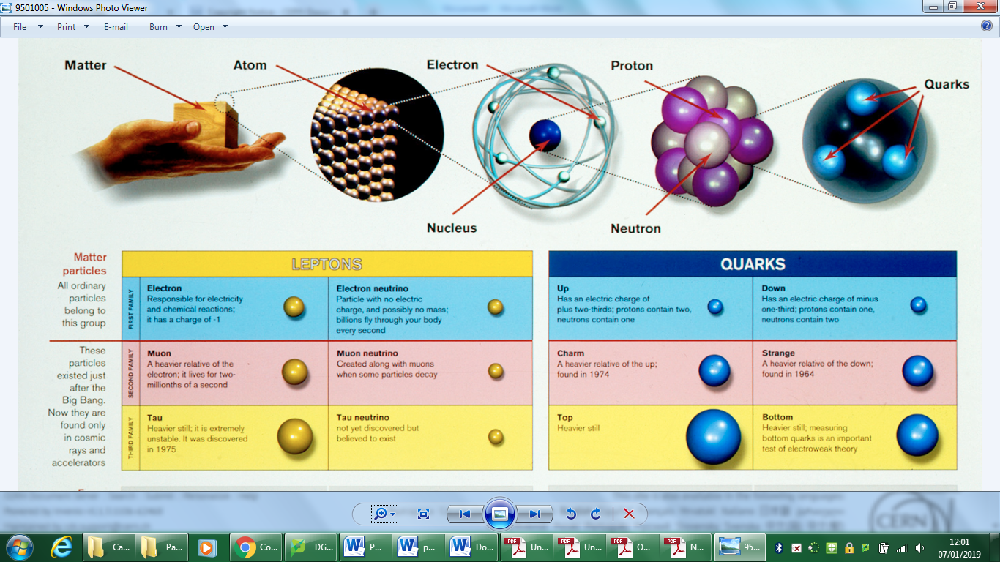 9501005 - Windows Photo Viewer
File Print E-mail Burn Open
Matter
Atom
Electron
Proton
Quarks
Nucleus
Neutron
Matter
particles
All ordinary
particles
belong to
this group
These
particles
existed just
after the
Big Bang.
Now they are
found only
in cosmic
rays and
accelerators
LEPTONS
FIRST FAMILY
Electron
Responsible for electricity
and chemical reactions;
it has a charge of -1
Electron neutrino
Particle with no electric
charge, and possibly no mass;
billions fly through your body
every second
SECOND FAMILY
Muon
A heavier relative of the
electron; it lives for two-
millionths of a second
Muon neutrino
Created along with muons
when some particles decay
THIRD FAMILY
Tau
Heavier still; it is extremely
unstable. It was discovered
in 1975
Tau neutrino
not yet discovered but
believed to exist
QUARKS
Up
Has an electric charge of
plus two-thirds; protons contain two,
neutrons contain one
Down
Has an electric charge of minus
one-third; protons contain one,
neutrons contain two
Charm
A heavier relative of the up;
found in 1974
Strange
A heavier relative of the down;
found in 1964
Top
Heavier still
Bottom
Heavier still; measuring
bottom quarks is an important
test of electroweak theory
CERN
Ca... Pa... Co... DG... P... p... Do... Un... Un... O... N... 95...
12:01
07/01/2019